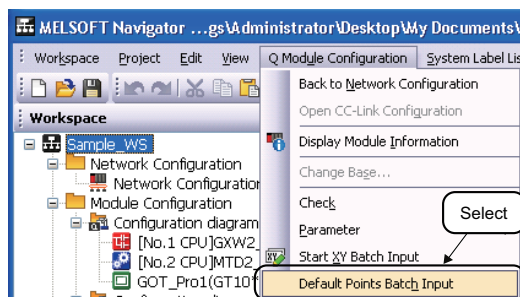 MELSOFT Navigator ...gs\Administrator\Desktop\My Documents\
Workspace Project Edit View Q Module Configuration System Label Lis
Back to Network Configuration
Open CC-Link Configuration
Workspace
Display Module Information
Sample_WS
Network Configuration
Change Base...
Network Configuration
Module Configuration
Check
Select
Configuration diagram
Parameter
[No.1 CPU]GXW2_
[No.2 CPU]MTD2_
Start XY Batch Input
GOT_Pro1(GT10*
Default Points Batch Input